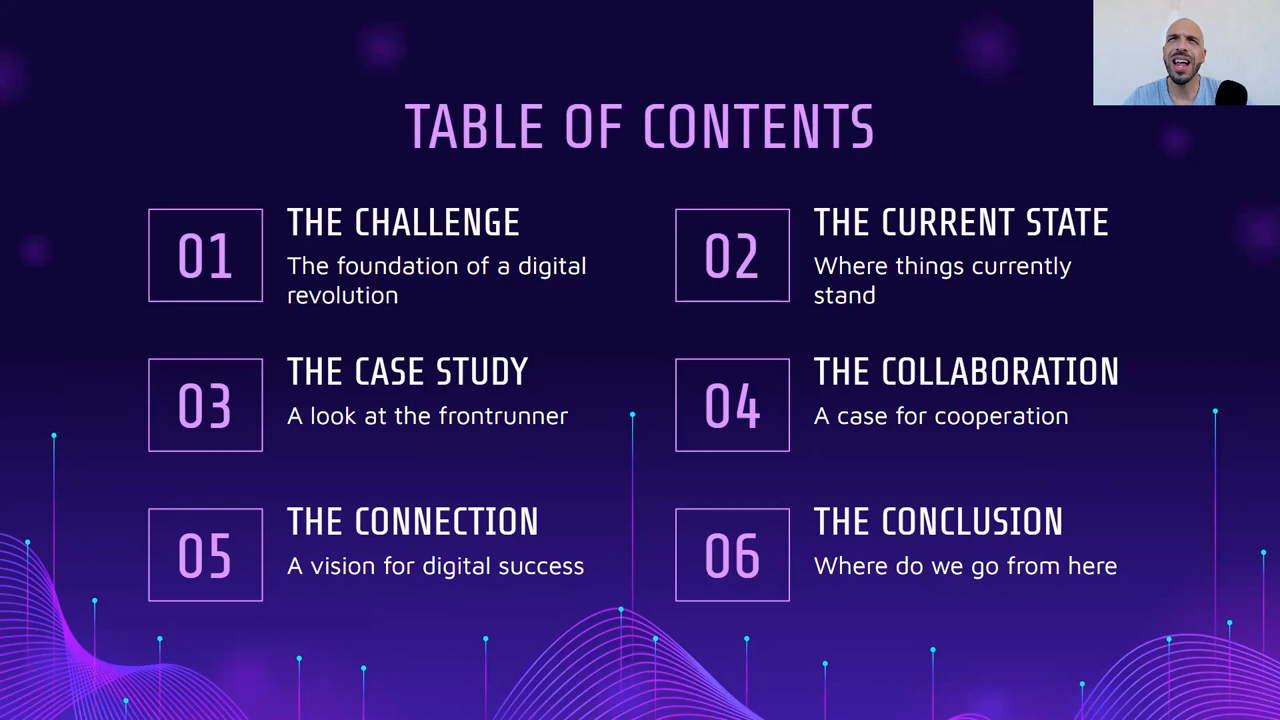 TABLE OF CONTENTS
01
THE CHALLENGE
The foundation of a digital
revolution
02
THE CURRENT STATE
Where things currently
stand
03
THE CASE STUDY
A look at the frontrunner
04
THE COLLABORATION
A case for cooperation
05
THE CONNECTION
A vision for digital success
06
THE CONCLUSION
Where do we go from here